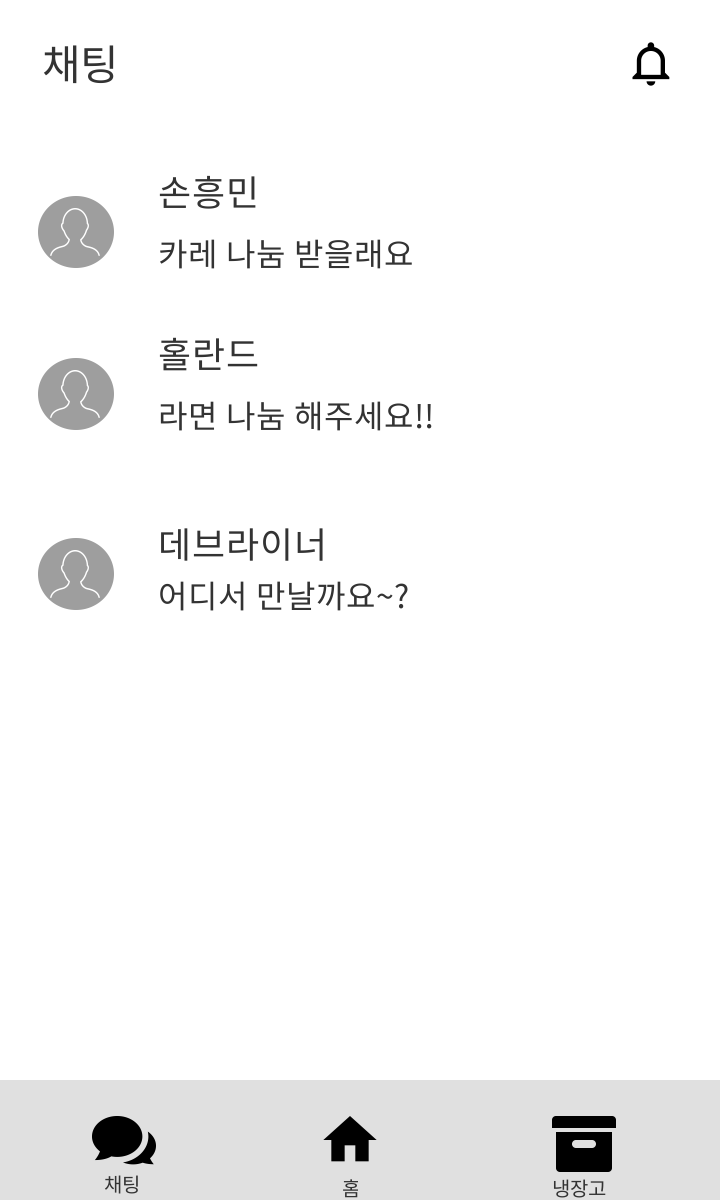 채팅
손흥민
카레 나눔 받을래요
홀란드
라면 나눔 해주세요!!
데브라이너
어디서 만날까요~?
채팅
홈
냉장고